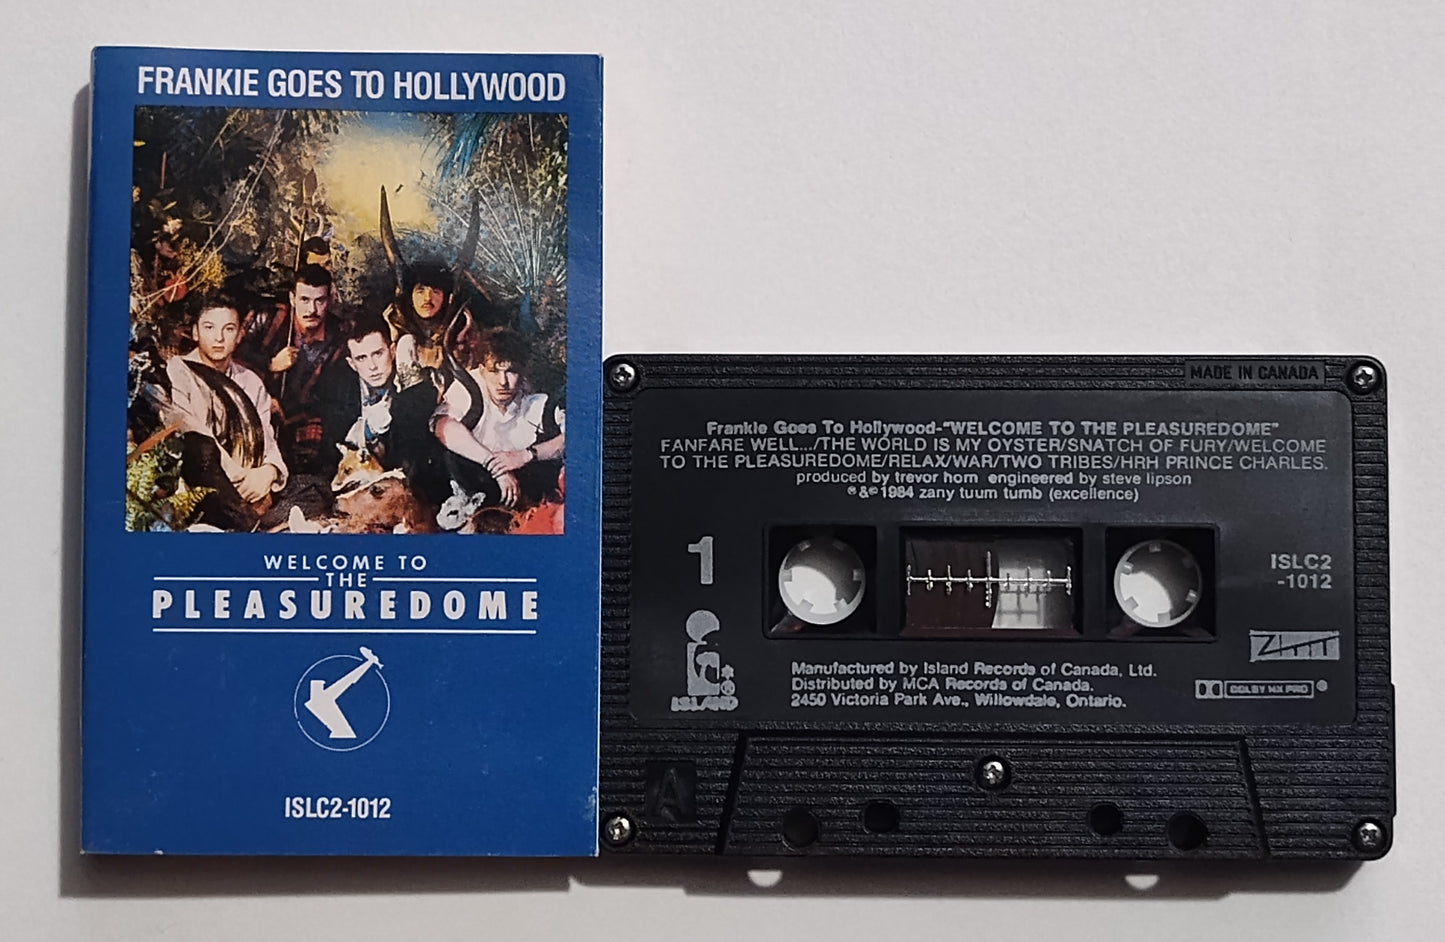 FRANKIE GOES TO HOLLYWOOD
WELCOME TO
THE
PLEASUREDOME
ISLC2-1012
MADE IN CANADA
Frankie Goes To Hollywood-"WELCOME TO THE PLEASUREDOME"
FANFARE WELL.../THE WORLD IS MY OYSTER/SNATCH OF FURY/WELCOME
TO THE PLEASUREDOME/RELAX/WAR/TWO TRIBES/HRH PRINCE CHARLES.
produced by trevor horn engineered by steve lipson
℗&© 1984 zany tuum tumb (excellence)
1
ISLC2
-1012
ISLAND®
ZTT
Manufactured by Island Records of Canada, Ltd.
Distributed by MCA Records of Canada.
2450 Victoria Park Ave., Willowdale, Ontario.
DOLBY HX PRO®
A